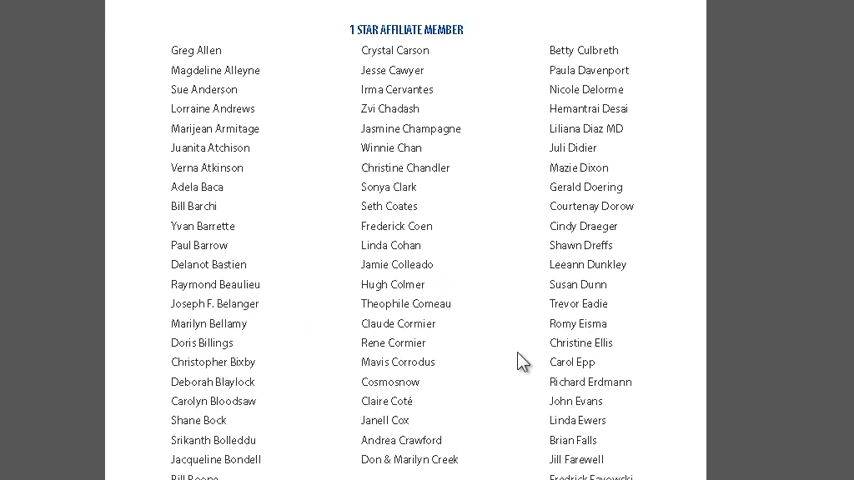 1 STAR AFFILIATE MEMBER
Greg Allen
Magdeline Alleyne
Sue Anderson
Lorraine Andrews
Marijean Armitage
Juanita Atchison
Verna Atkinson
Adela Baca
Bill Barchi
Yvan Barrette
Paul Barrow
Delanot Bastien
Raymond Beaulieu
Joseph F. Belanger
Marilyn Bellamy
Doris Billings
Christopher Bixby
Deborah Blaylock
Carolyn Bloodsaw
Shane Bock
Srikanth Bolleddu
Jacqueline Bondell
Bill Boone
Crystal Carson
Jesse Cawyer
Irma Cervantes
Zvi Chadash
Jasmine Champagne
Winnie Chan
Christine Chandler
Sonya Clark
Seth Coates
Frederick Coen
Linda Cohan
Jamie Colleado
Hugh Colmer
Theophile Comeau
Claude Cormier
Rene Cormier
Mavis Corrodus
Cosmosnow
Claire Coté
Janell Cox
Andrea Crawford
Don & Marilyn Creek
Betty Culbreth
Paula Davenport
Nicole Delorme
Hemantrai Desai
Liliana Diaz MD
Juli Didier
Mazie Dixon
Gerald Doering
Courtenay Dorow
Cindy Draeger
Shawn Dreffs
Leeann Dunkley
Susan Dunn
Trevor Eadie
Romy Eisma
Christine Ellis
Carol Epp
Richard Erdmann
John Evans
Linda Ewers
Brian Falls
Jill Farewell
Fredrick